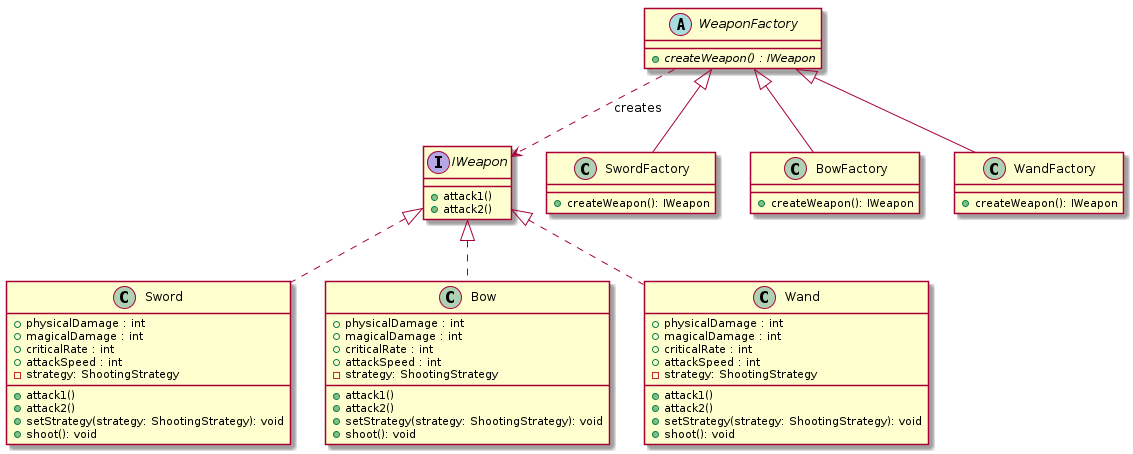 A WeaponFactory
createWeapon() : IWeapon
creates
I IWeapon
attack1()
attack2()
C SwordFactory
createWeapon(): IWeapon
C BowFactory
createWeapon(): IWeapon
C WandFactory
createWeapon(): IWeapon
C Sword
physicalDamage : int
magicalDamage : int
criticalRate : int
attackSpeed : int
strategy: ShootingStrategy
attack1()
attack2()
setStrategy(strategy: ShootingStrategy): void
shoot(): void
C Bow
physicalDamage : int
magicalDamage : int
criticalRate : int
attackSpeed : int
strategy: ShootingStrategy
attack1()
attack2()
setStrategy(strategy: ShootingStrategy): void
shoot(): void
C Wand
physicalDamage : int
magicalDamage : int
criticalRate : int
attackSpeed : int
strategy: ShootingStrategy
attack1()
attack2()
setStrategy(strategy: ShootingStrategy): void
shoot(): void